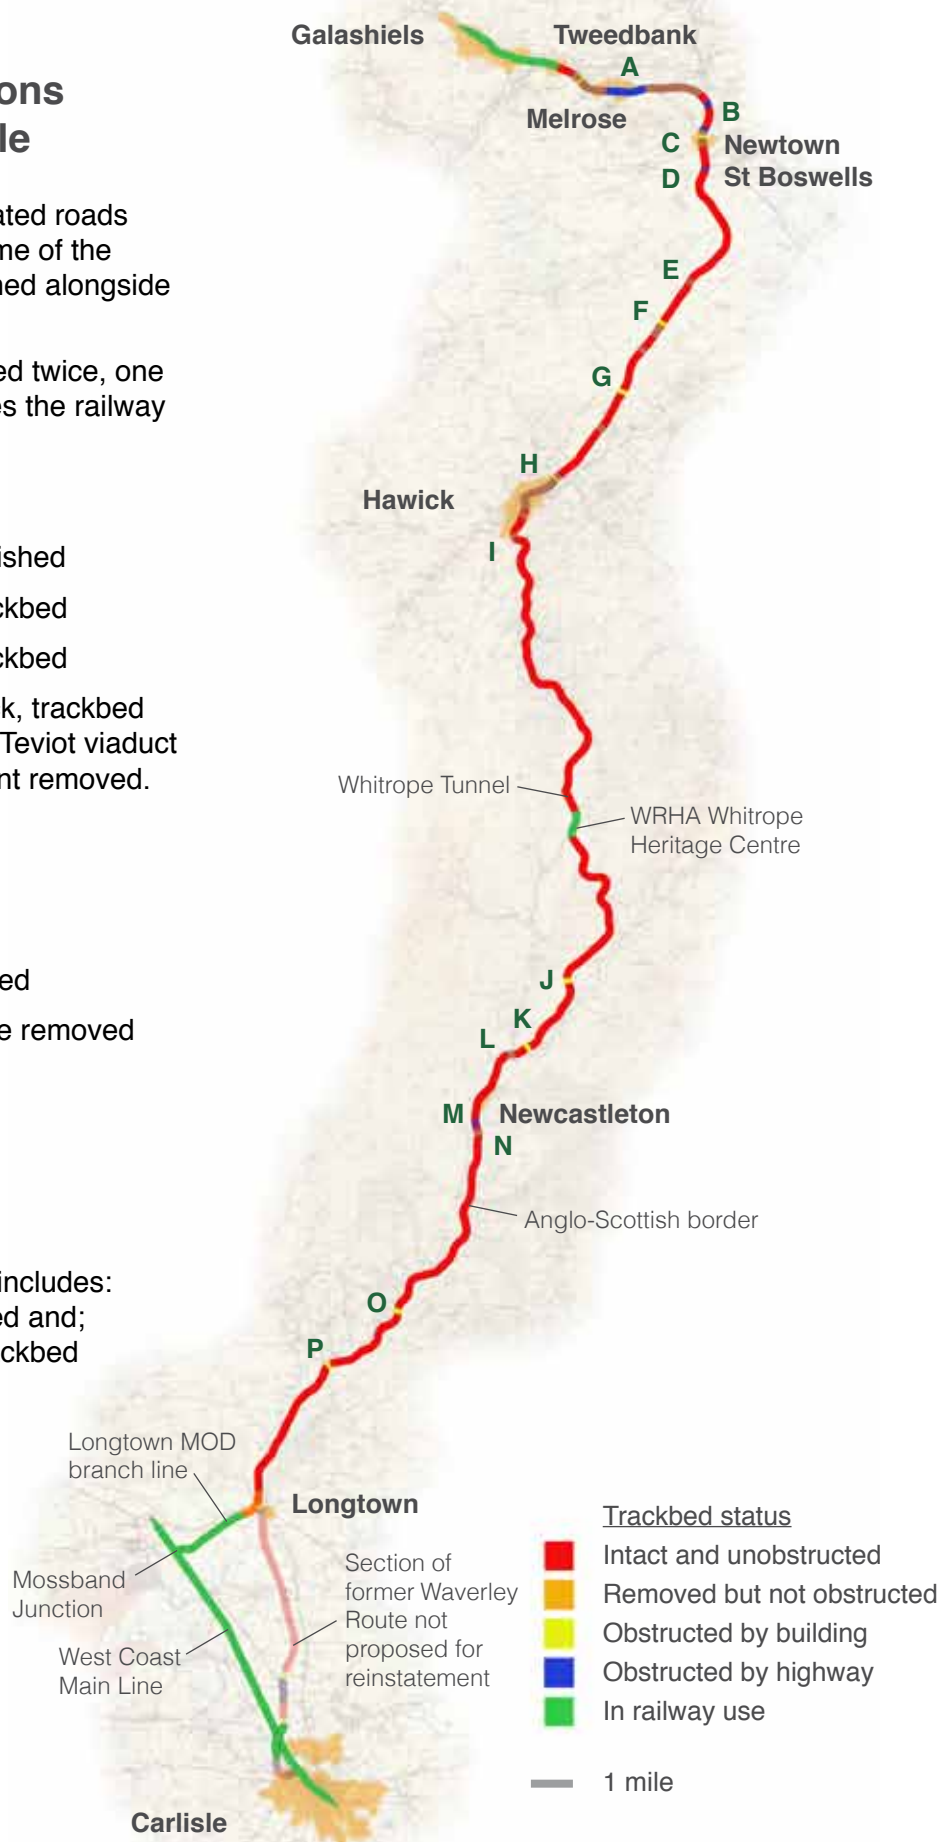 ons
le
ated roads
me of the
ned alongside
ed twice, one
es the railway
ished
ckbed
ckbed
k, trackbed
Teviot viaduct
nt removed.
ed
e removed
includes:
ed and;
ackbed
Galashiels
Tweedbank
A
Melrose
B
C
Newtown
D
St Boswells
E
F
G
H
Hawick
I
Whitrope Tunnel
WRHA Whitrope
Heritage Centre
J
K
L
M
Newcastleton
N
Anglo-Scottish border
O
P
Longtown MOD
branch line
Longtown
Mossband
Junction
West Coast
Main Line
Section of
former Waverley
Route not
proposed for
reinstatement
Carlisle
Trackbed status
Intact and unobstructed
Removed but not obstructed
Obstructed by building
Obstructed by highway
In railway use
1 mile